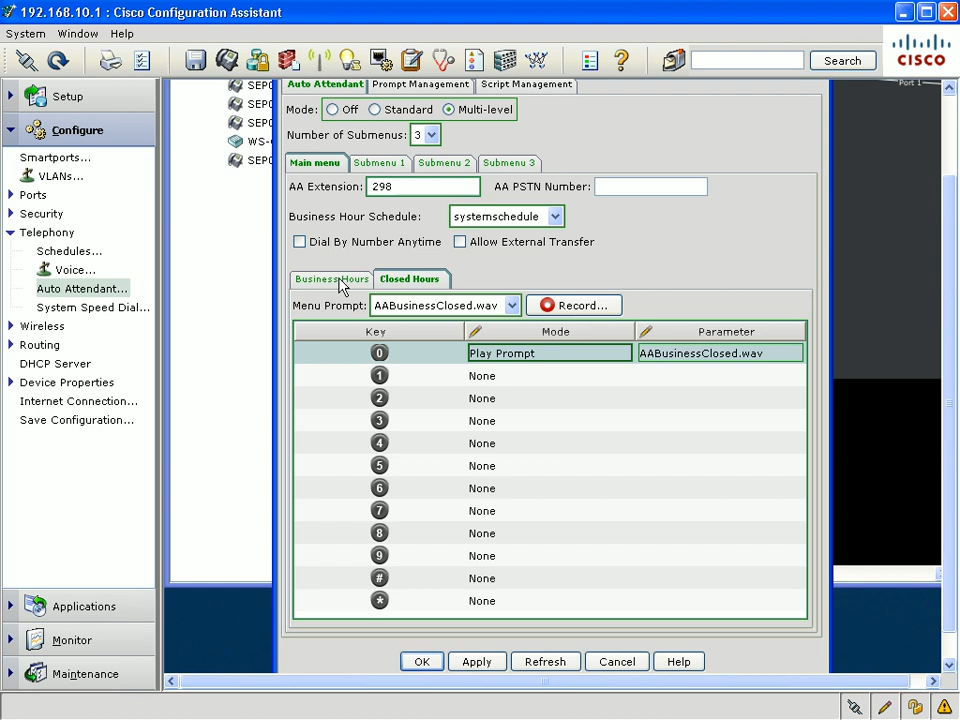 192.168.10.1 : Cisco Configuration Assistant
System Window Help
Search
CISCO
Setup
Configure
Smartports...
VLANs...
Ports
Security
Telephony
Schedules...
Voice...
Auto Attendant...
System Speed Dial...
Wireless
Routing
DHCP Server
Device Properties
Internet Connection...
Save Configuration...
Applications
Monitor
Maintenance
SEP0
SEP0
SEP0
WS-C
SEP0
Port 1
Auto Attendant Prompt Management Script Management
Mode: Off Standard Multi-level
Number of Submenus: 3
Main menu Submenu 1 Submenu 2 Submenu 3
AA Extension: 298 AA PSTN Number:
Business Hour Schedule: systemschedule
Dial By Number Anytime Allow External Transfer
Business Hours Closed Hours
Menu Prompt: AABusinessClosed.wav Record...
Key Mode Parameter
0 Play Prompt AABusinessClosed.wav
1 None
2 None
3 None
4 None
5 None
6 None
7 None
8 None
9 None
# None
* None
OK Apply Refresh Cancel Help